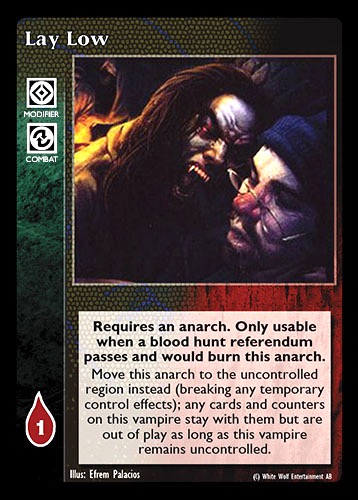 Lay Low
MODIFIER
COMBAT
Requires an anarch. Only usable
when a blood hunt referendum
passes and would burn this anarch.
Move this anarch to the uncontrolled
region instead (breaking any temporary
control effects); any cards and counters
on this vampire stay with them but are
out of play as long as this vampire
remains uncontrolled.
1
Illus: Efrem Palacios
(C) White Wolf Entertainment AB